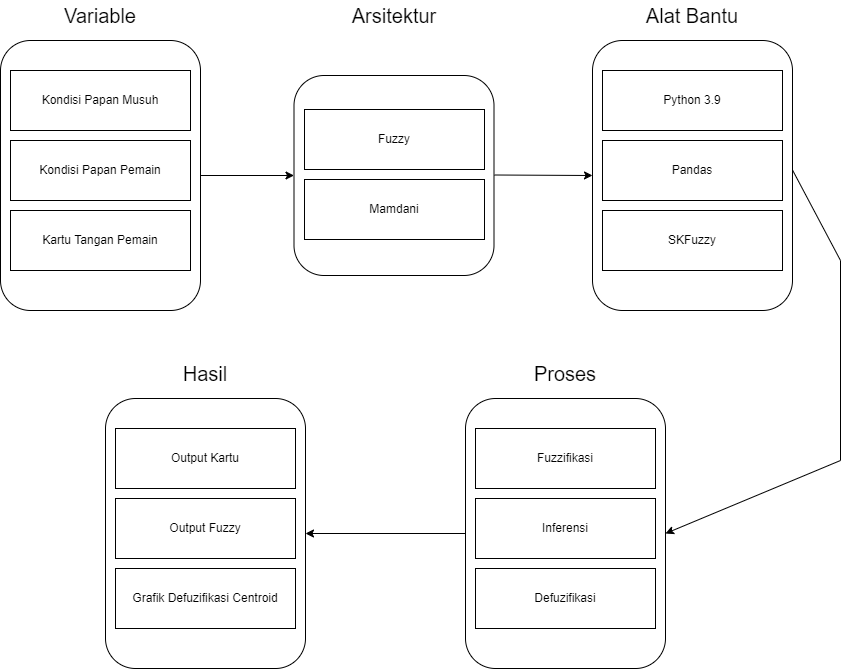 Variable
Kondisi Papan Musuh
Kondisi Papan Pemain
Kartu Tangan Pemain
Arsitektur
Fuzzy
Mamdani
Alat Bantu
Python 3.9
Pandas
SKFuzzy
Proses
Fuzzifikasi
Inferensi
Defuzifikasi
Hasil
Output Kartu
Output Fuzzy
Grafik Defuzifikasi Centroid